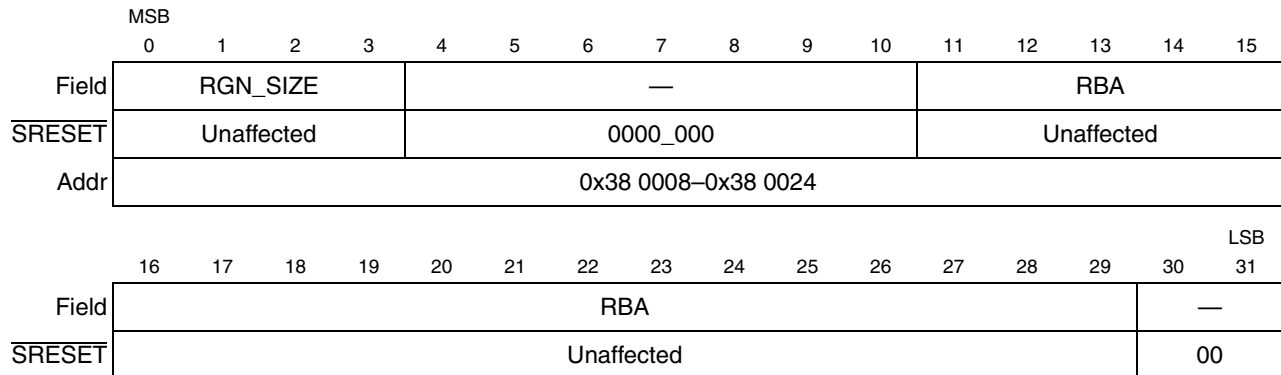 MSB
0 1 2 3 4 5 6 7 8 9 10 11 12 13 14 15
Field RGN_SIZE — RBA
SRESET Unaffected 0000_000 Unaffected
Addr 0x38 0008–0x38 0024
LSB
16 17 18 19 20 21 22 23 24 25 26 27 28 29 30 31
Field RBA —
SRESET Unaffected 00